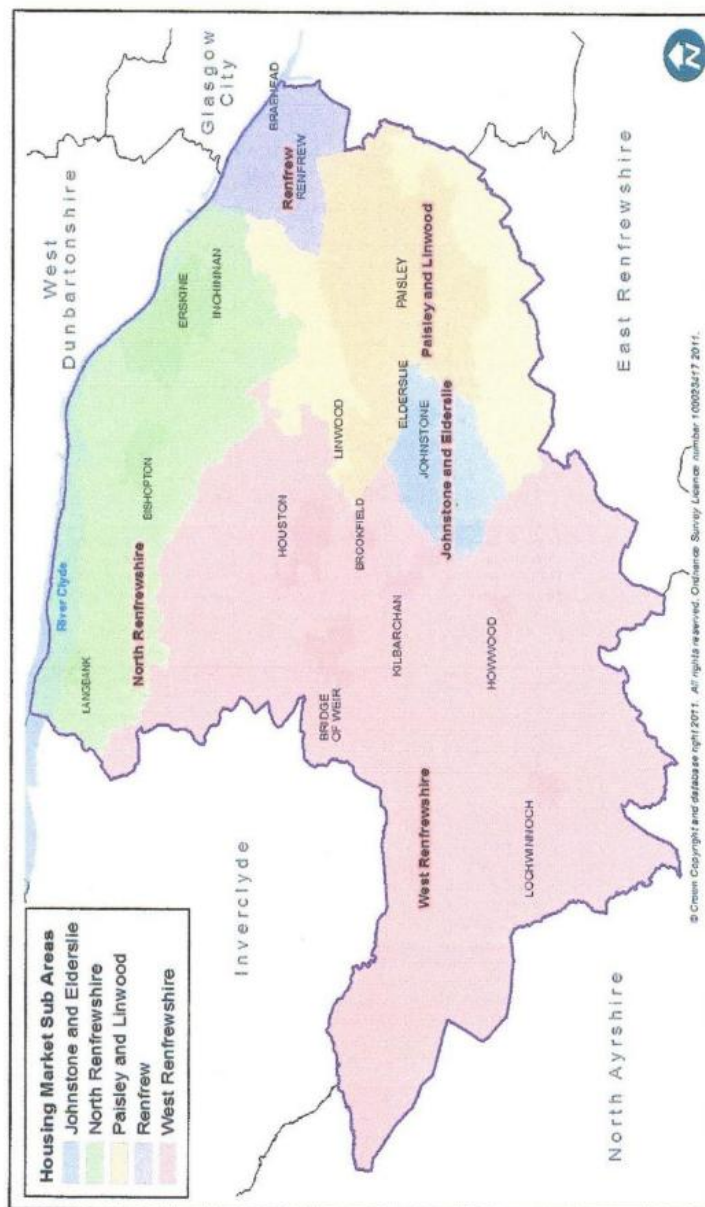 Housing Market Sub Areas
Johnstone and Elderslie
North Renfrewshire
Paisley and Linwood
Renfrew
West Renfrewshire
West
Dunbartonshire
Glasgow
City
Inverclyde
North Ayrshire
East Renfrewshire
River Clyde
LANGBANK
North Renfrewshire
BISHOPTON
ERSKINE
INCHINNAN
BRAEHEAD
Renfrew
RENFREW
HOUSTON
LINWOOD
BRIDGE
OF WEIR
BROOKFIELD
ELDERSLIE
PAISLEY
Paisley and Linwood
KILBARCHAN
JOHNSTONE
Johnstone and Elderslie
West Renfrewshire
HOWWOOD
LOCHWINNOCH
N
© Crown Copyright and database right 2011. All rights reserved. Ordnance Survey Licence number 100023417 2011.